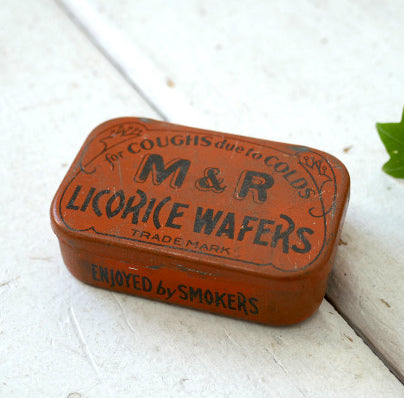 for COUGHS due to COLDS
M & R
LICORICE WAFERS
TRADE MARK
ENJOYED by SMOKERS